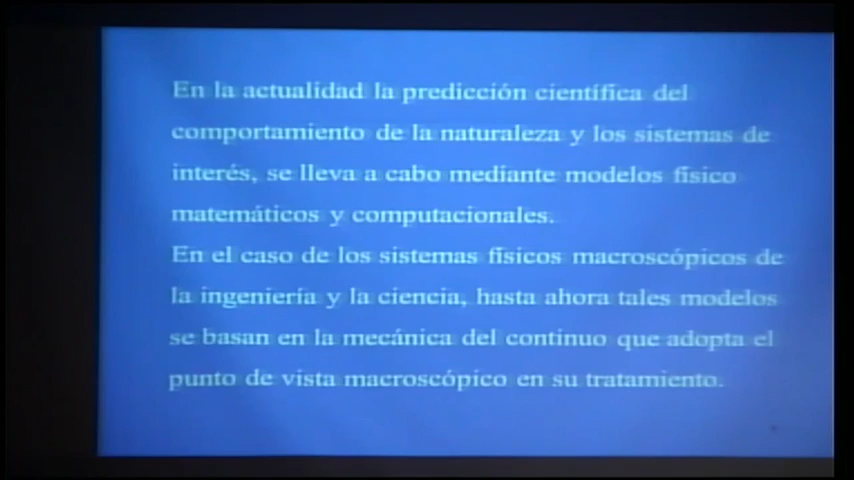 En la actualidad la predicción científica del
comportamiento de la naturaleza y los sistemas de
interés, se lleva a cabo mediante modelos físico
matemáticos y computacionales.
En el caso de los sistemas físicos macroscópicos de
la ingeniería y la ciencia, hasta ahora tales modelos
se basan en la mecánica del continuo que adopta el
punto de vista macroscópico en su tratamiento.